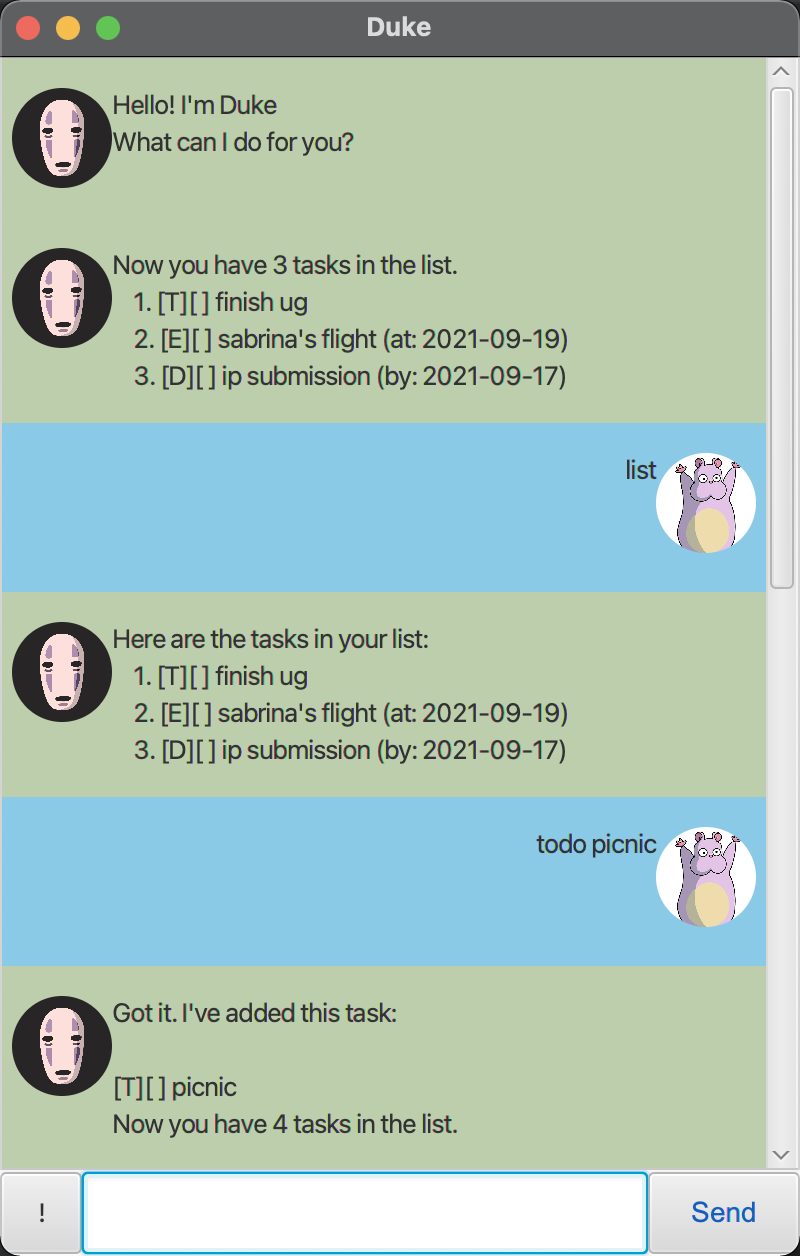 Duke
Hello! I'm Duke
What can I do for you?
Now you have 3 tasks in the list.
1. [T][ ] finish ug
2. [E][ ] sabrina's flight (at: 2021-09-19)
3. [D][ ] ip submission (by: 2021-09-17)
list
Here are the tasks in your list:
1. [T][ ] finish ug
2. [E][ ] sabrina's flight (at: 2021-09-19)
3. [D][ ] ip submission (by: 2021-09-17)
todo picnic
Got it. I've added this task:
[T][ ] picnic
Now you have 4 tasks in the list.
! Send